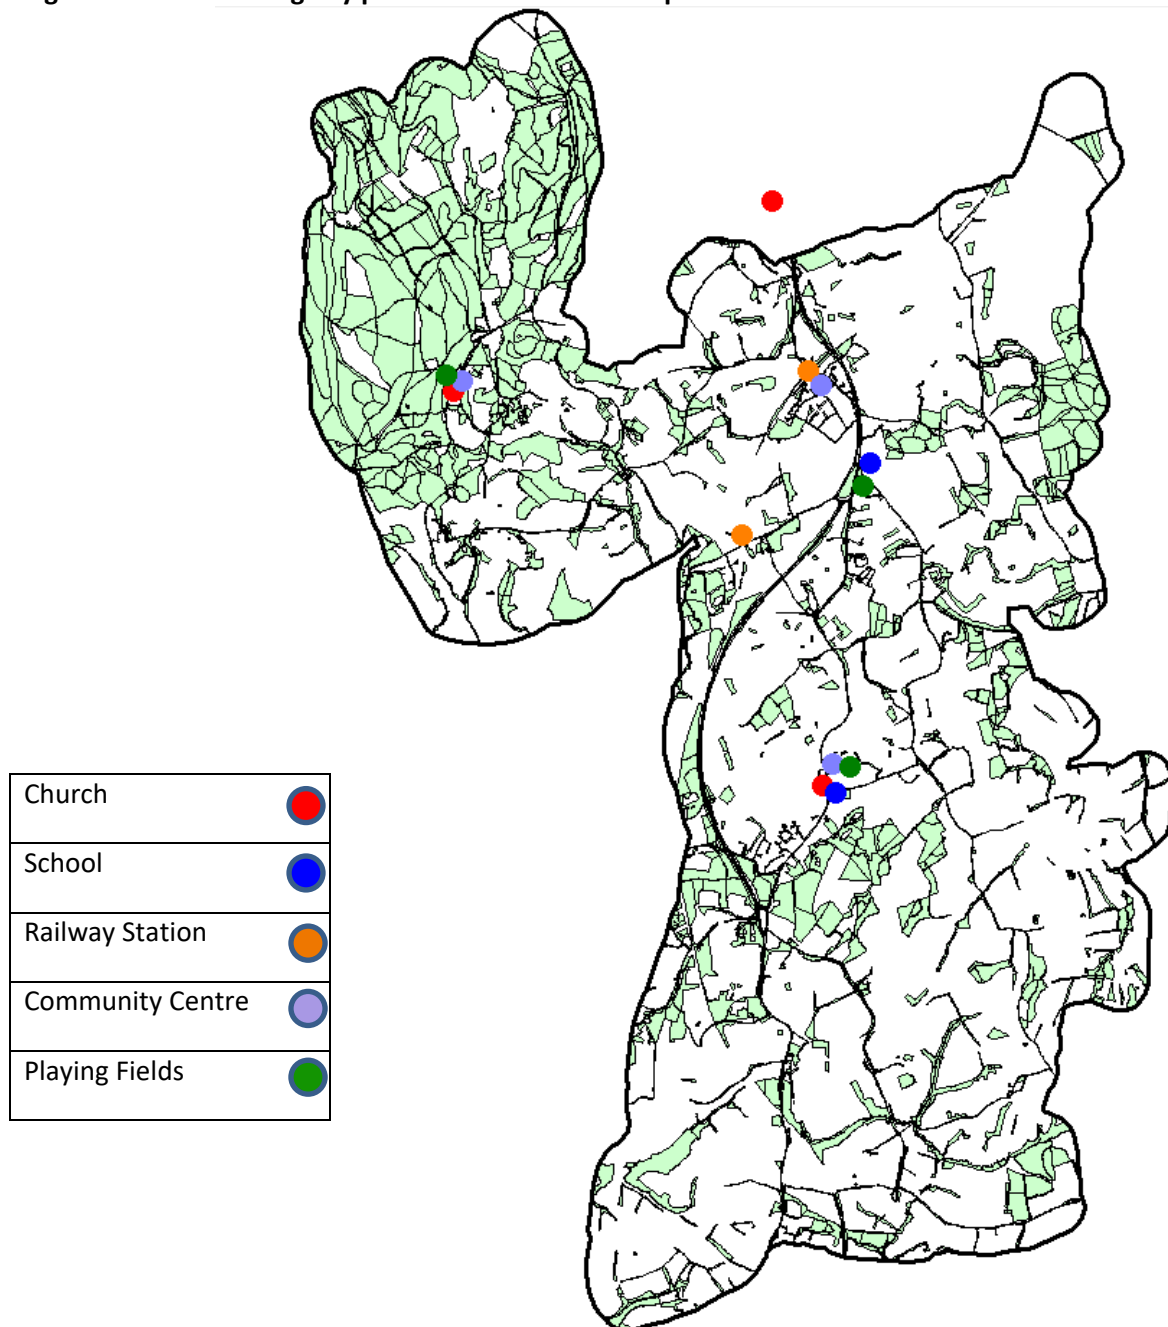 Church
School
Railway Station
Community Centre
Playing Fields